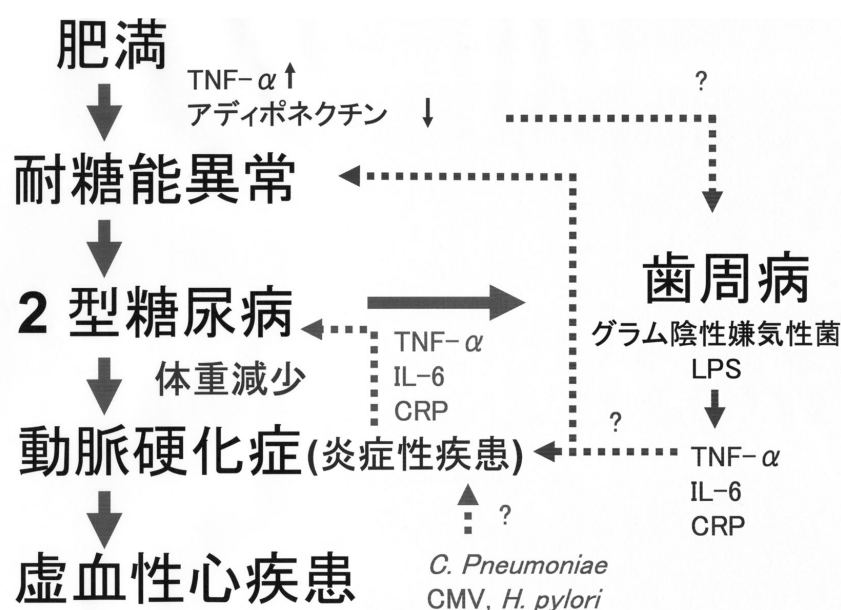 肥満
TNF-α
アディポネクチン
?
耐糖能異常
歯周病
グラム陰性嫌気性菌
LPS
2 型糖尿病
TNF-α
IL-6
CRP
体重減少
?
動脈硬化症(炎症性疾患)
TNF-α
IL-6
CRP
?
虚血性心疾患
C. Pneumoniae
CMV, H. pylori